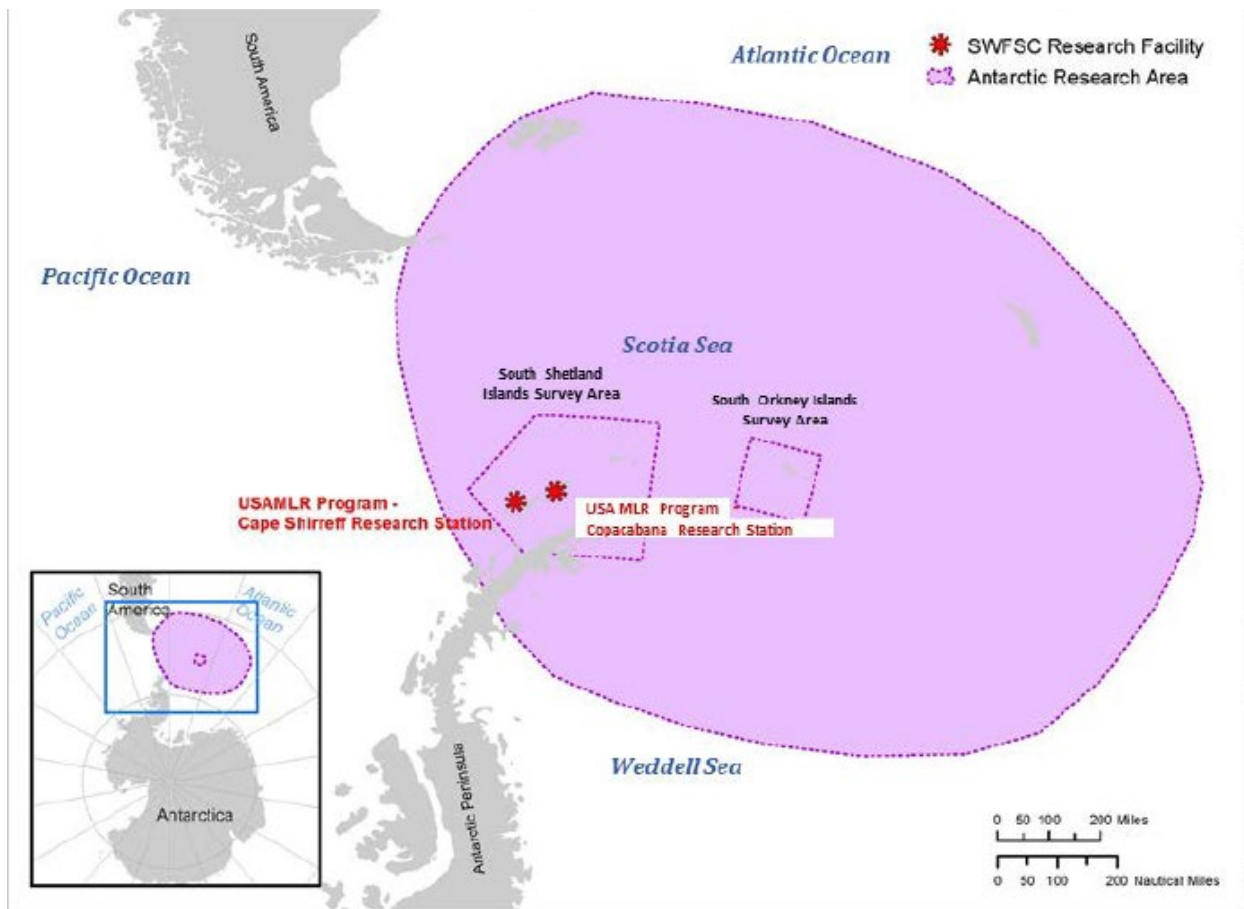 South America
Atlantic Ocean
SWFSC Research Facility
Antarctic Research Area
Pacific Ocean
Scotia Sea
South Shetland
Islands Survey Area
South Orkney Islands
Survey Area
USAMLR Program -
Cape Shirreff Research Station
USA MLR Program
Copacabana Research Station
South
America
Pacific
Ocean
Atlantic
Ocean
Antarctica
Antarctic Peninsula
Weddell Sea
0 50 100 200 Miles
0 50 100 200 Nautical Miles